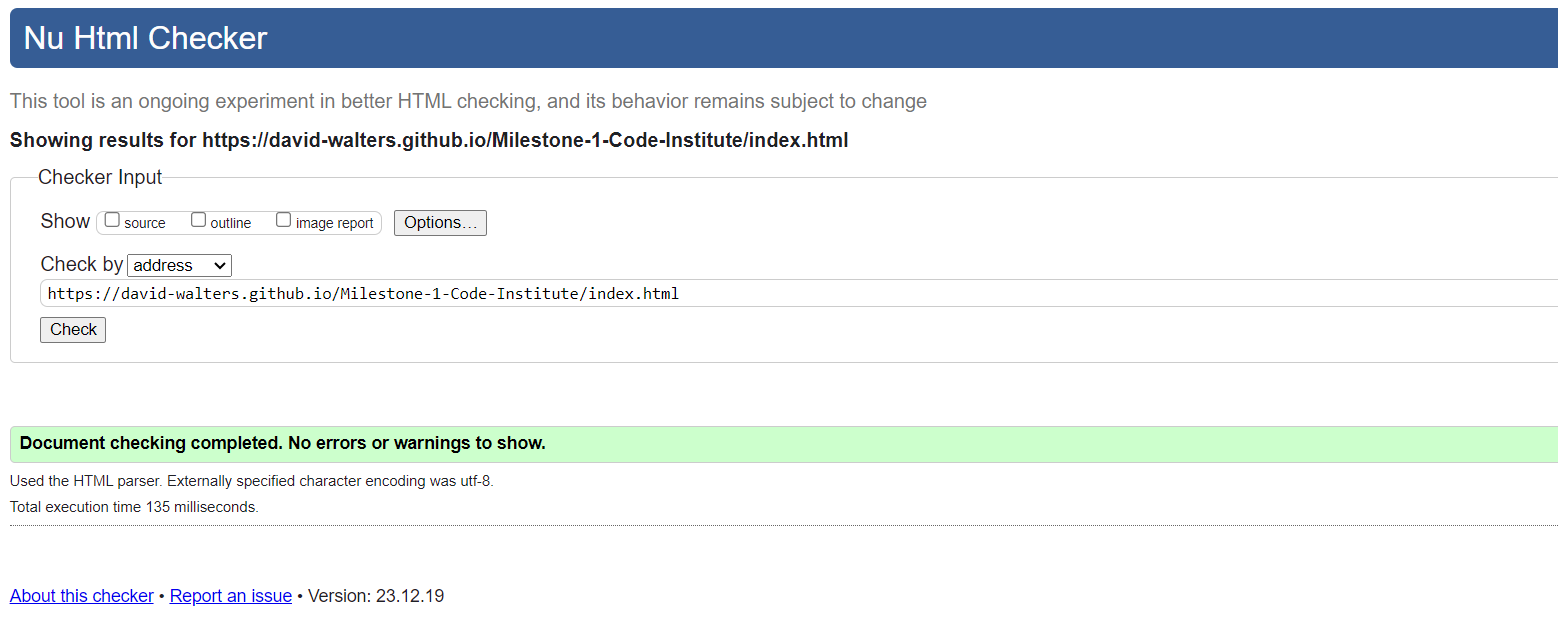 Nu Html Checker
This tool is an ongoing experiment in better HTML checking, and its behavior remains subject to change
Showing results for https://david-walters.github.io/Milestone-1-Code-Institute/index.html
Checker Input
Show source outline image report Options…
Check by address
https://david-walters.github.io/Milestone-1-Code-Institute/index.html
Check
Document checking completed. No errors or warnings to show.
Used the HTML parser. Externally specified character encoding was utf-8.
Total execution time 135 milliseconds.
About this checker • Report an issue • Version: 23.12.19